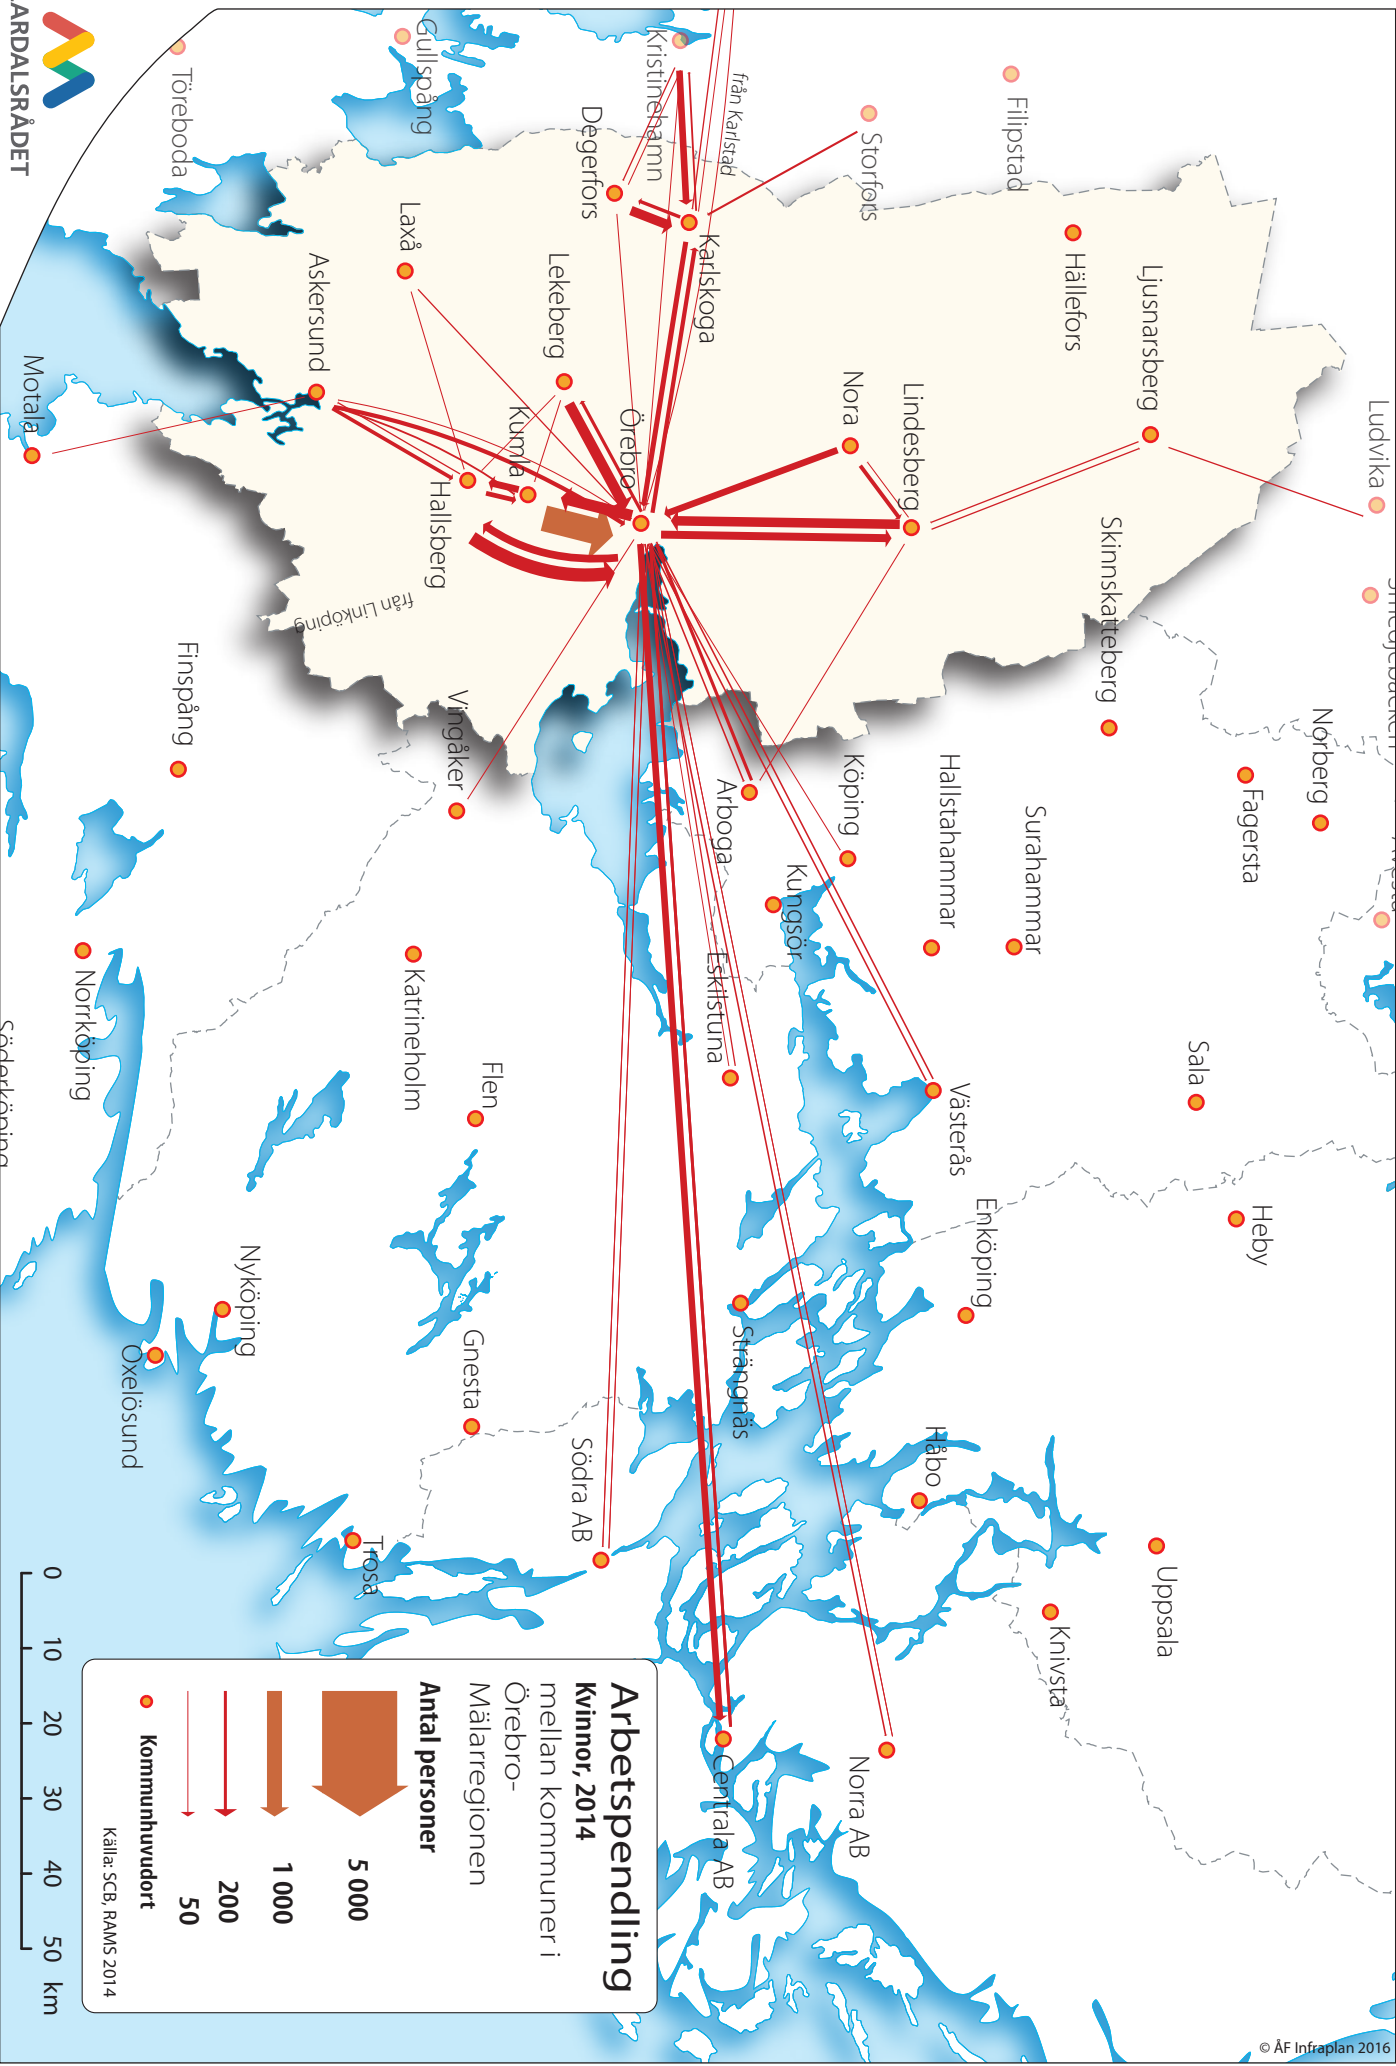 Ludvika
Norberg
Fagersta
Filipstad
Hällefors
Ljusnarsberg
Skinnskatteberg
Surahammar
Hallstahammar
Sala
Heby
Uppsala
Knivsta
Storfors
Nora
Lindesberg
Köping
Kungsör
Västerås
Enköping
Håbo
Norra AB
från Karlstad
Kristinehamn
Karlskoga
Degerfors
Örebro
Arboga
Eskilstuna
Strängnäs
Centrala AB
Södra AB
Lekeberg
Kumla
Hallsberg
Laxå
Askersund
från Linköping
Vingåker
Katrineholm
Flen
Gnesta
Gullspång
Töreboda
Motala
Finspång
Norrköping
Nyköping
Oxelösund
Trosa
Arbetspendling
Kvinnor, 2014
mellan kommuner i
Örebro-
Mälarregionen
Antal personer
5 000
1 000
200
50
Kommunhuvudort
Källa: SCB, RAMS 2014
0 10 20 30 40 50 km
ARDALSRÅDET
© ÅF Infraplan 2016